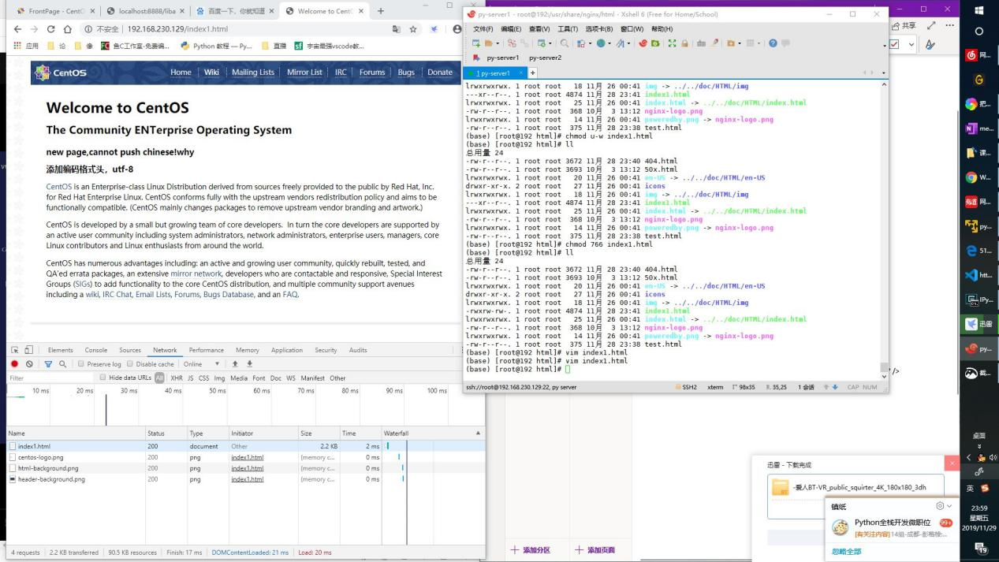 FrontPage - CentO
localhost:8888/liba
百度一下，你就知道
Welcome to CentC
不安全 | 192.168.230.129/index1.html
应用
论
像
鱼C工作室-免费编...
Python 教程 — Py...
直播
宇宙最强vscode教...
CentOS
Home
Wiki
Mailing Lists
Mirror List
IRC
Forums
Bugs
Donate
Welcome to CentOS
The Community ENTerprise Operating System
new page,cannot push chinese!why
添加编码格式头，utf-8
CentOS is an Enterprise-class Linux Distribution derived from sources freely provided to the public by Red Hat, Inc.
for Red Hat Enterprise Linux. CentOS conforms fully with the upstream vendors redistribution policy and aims to be
functionally compatible. (CentOS mainly changes packages to remove upstream vendor branding and artwork.)
CentOS is developed by a small but growing team of core developers. In turn the core developers are supported by
an active user community including system administrators, network administrators, enterprise users, managers, core
Linux contributors and Linux enthusiasts from around the world.
CentOS has numerous advantages including: an active and growing user community, quickly rebuilt, tested, and
QA'ed errata packages, an extensive mirror network, developers who are contactable and responsive, Special Interest
Groups (SIGs) to add functionality to the core CentOS distribution, and multiple community support avenues
including a wiki, IRC Chat, Email Lists, Forums, Bugs Database, and an FAQ.
Elements Console Sources Network Performance Memory Application Security Audits
Preserve log Disable cache Online
Filter Hide data URLs All XHR JS CSS Img Media Font Doc WS Manifest Other
10 ms 20 ms 30 ms 40 ms 50 ms 60 ms 70 ms 80 ms 90 ms 100 ms
Name Status Type Initiator Size Time Waterfall
index1.html 200 document Other 2.2 KB 2 ms
centos-logo.png 200 png index1.html (memory c... 0 ms
html-background.png 200 png index1.html (memory c... 0 ms
header-background.png 200 png index1.html (memory c... 0 ms
4 requests | 2.2 KB transferred | 90.5 KB resources | Finish: 17 ms | DOMContentLoaded: 21 ms | Load: 20 ms
py-server1 - root@192:/usr/share/nginx/html - Xshell 6 (Free for Home/School)
文件(F) 编辑(E) 查看(V) 工具(T) 选项卡(B) 窗口(W) 帮助(H)
py-server1 py-server2
1 py-server1
lrwxrwxrwx. 1 root root 18 11月 26 00:41 img -> ../../doc/HTML/img
---xr--r--. 1 root root 4874 11月 28 23:41 index1.html
lrwxrwxrwx. 1 root root 25 11月 26 00:41 index.html -> ../../doc/HTML/index.html
-rw-r--r--. 1 root root 368 10月 3 13:12 nginx-logo.png
lrwxrwxrwx. 1 root root 14 11月 26 00:41 poweredby.png -> nginx-logo.png
-rw-r--r--. 1 root root 375 11月 28 23:38 test.html
(base) [root@192 html]# chmod u-w index1.html
(base) [root@192 html]# ll
总用量 24
-rw-r--r--. 1 root root 3672 11月 28 23:40 404.html
-rw-r--r--. 1 root root 3693 10月 3 13:12 50x.html
lrwxrwxrwx. 1 root root 20 11月 26 00:41 en-US -> ../../doc/HTML/en-US
drwxr-xr-x. 2 root root 27 11月 26 00:41 icons
lrwxrwxrwx. 1 root root 18 11月 26 00:41 img -> ../../doc/HTML/img
---xr--r--. 1 root root 4874 11月 28 23:41 index1.html
lrwxrwxrwx. 1 root root 25 11月 26 00:41 index.html -> ../../doc/HTML/index.html
-rw-r--r--. 1 root root 368 10月 3 13:12 nginx-logo.png
lrwxrwxrwx. 1 root root 14 11月 26 00:41 poweredby.png -> nginx-logo.png
-rw-r--r--. 1 root root 375 11月 28 23:38 test.html
(base) [root@192 html]# chmod 766 index1.html
(base) [root@192 html]# ll
总用量 24
-rw-r--r--. 1 root root 3672 11月 28 23:40 404.html
-rw-r--r--. 1 root root 3693 10月 3 13:12 50x.html
lrwxrwxrwx. 1 root root 20 11月 26 00:41 en-US -> ../../doc/HTML/en-US
drwxr-xr-x. 2 root root 27 11月 26 00:41 icons
lrwxrwxrwx. 1 root root 18 11月 26 00:41 img -> ../../doc/HTML/img
-rwxrw-rw-. 1 root root 4874 11月 28 23:41 index1.html
lrwxrwxrwx. 1 root root 25 11月 26 00:41 index.html -> ../../doc/HTML/index.html
-rw-r--r--. 1 root root 368 10月 3 13:12 nginx-logo.png
lrwxrwxrwx. 1 root root 14 11月 26 00:41 poweredby.png -> nginx-logo.png
-rw-r--r--. 1 root root 375 11月 28 23:38 test.html
(base) [root@192 html]# vim index1.html
(base) [root@192 html]# vim index1.html
(base) [root@192 html]#
ssh://root@192.168.230.129:22, py server SSH2 xterm 98x35 35,25 1 会话 CAP NUM
共享
'/>
添加分区
添加页面
迅雷 - 下载完成
-爱人BT-VR_public_squirter_4K_180x180_3dh
镇纸
Python全栈开发微职位 99+
忽略全部
网...
把...
me...
课...
W...
网...
py...
51...
htt...
IPy...
迅雷
py...
截...
桌面
英
23:59
星期五
2019/11/29
19